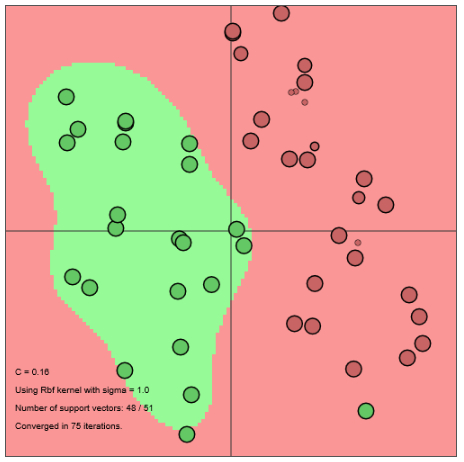 C = 0.16
Using Rbf kernel with sigma = 1.0
Number of support vectors: 48 / 51
Converged in 75 iterations.